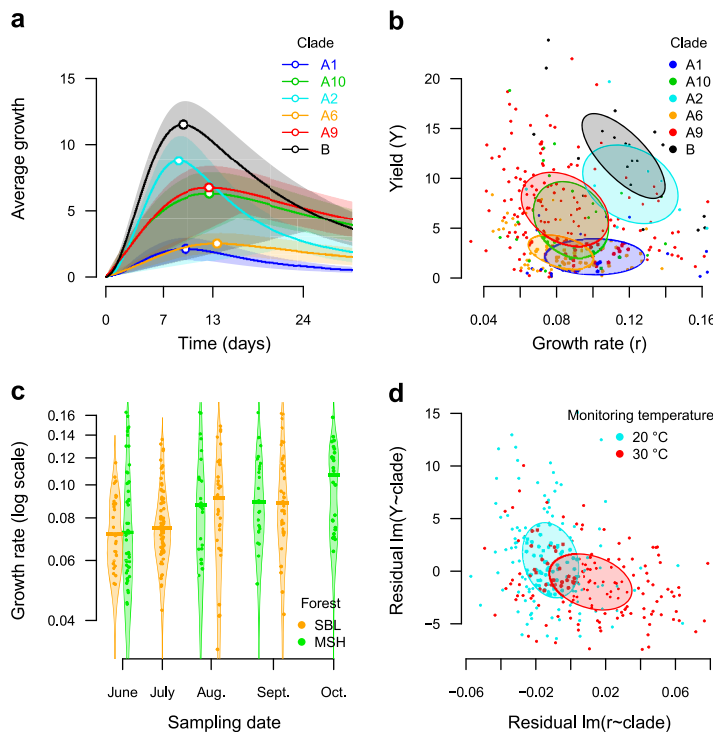 a
Clade
A1
A10
A2
A6
A9
B
Average growth
15
10
5
0
0 7 13 24
Time (days)
b
Clade
A1
A10
A2
A6
A9
B
Yield (Y)
20
15
10
5
0
0.04 0.08 0.12 0.16
Growth rate (r)
c
Growth rate (log scale)
0.16
0.14
0.12
0.10
0.08
0.06
0.04
Forest
SBL
MSH
June July Aug. Sept. Oct.
Sampling date
d
Monitoring temperature
20 °C
30 °C
Residual lm(Y~clade)
15
10
5
0
−5
−0.06 −0.02 0.02 0.06
Residual lm(r~clade)